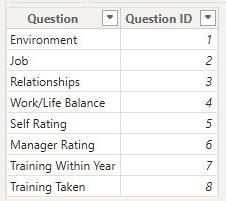 Question Question ID
Environment 1
Job 2
Relationships 3
Work/Life Balance 4
Self Rating 5
Manager Rating 6
Training Within Year 7
Training Taken 8